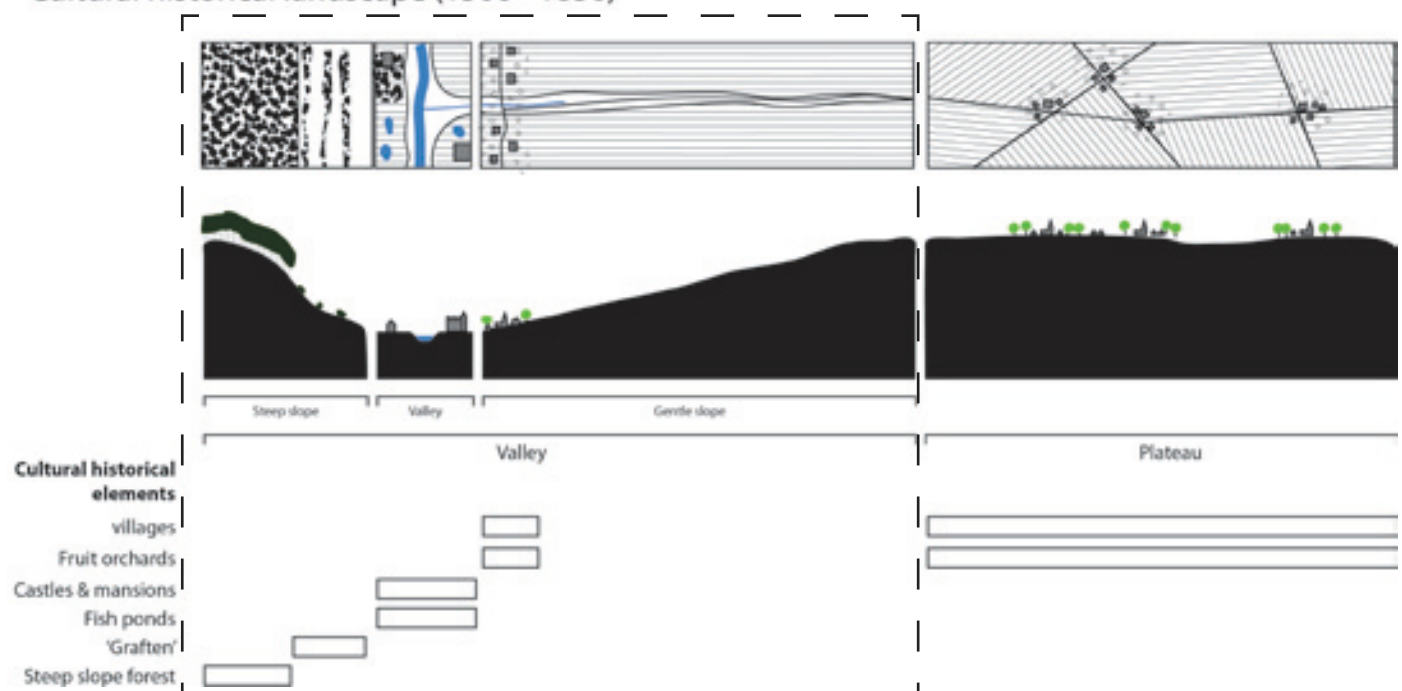 Steep slope
Valley
Gentle slope
Valley
Plateau
Cultural historical
elements
villages
Fruit orchards
Castles & mansions
Fish ponds
'Graften'
Steep slope forest